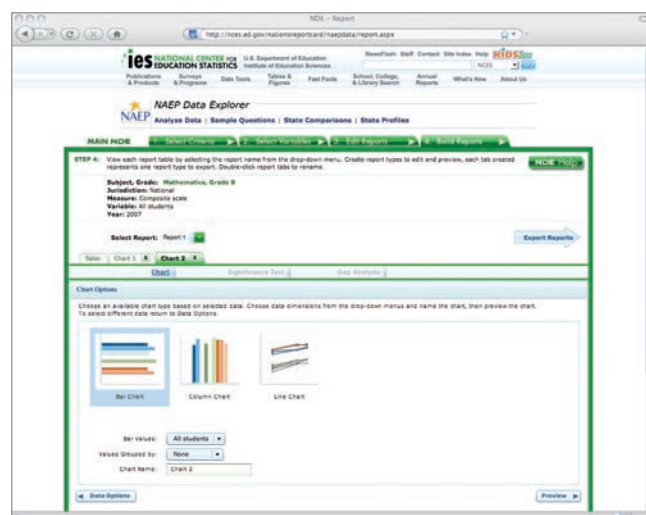 NDE - Report
http://nces.ed.gov/nationsreportcard/naepdata/report.aspx
ies NATIONAL CENTER FOR EDUCATION STATISTICS
U.S. Department of Education
Institute of Education Sciences
NewsFlash Staff Contact Site Index Help
KIDS
NCES
Publications & Products
Surveys & Programs
Data Tools
Tables & Figures
Fast Facts
School, College, & Library Search
Annual Reports
What's New
About Us
NAEP
NAEP Data Explorer
Analyze Data | Sample Questions | State Comparisons | State Profiles
MAIN NDE
1. Select Criteria
2. Select Variables
3. Edit Reports
4. Build Reports
STEP 4: View each report table by selecting the report name from the drop-down menu. Create report types to edit and preview, each tab created
represents one report type to export. Double-click report tabs to rename.
NDE Help
Subject, Grade: Mathematics, Grade 8
Jurisdiction: National
Measure: Composite scale
Variable: All students
Year: 2007
Select Report: Report 1
Export Reports
Table
Chart 1 X
Chart 2 X
Chart
Significance Test
Gap Analysis
Chart Options
Choose an available chart type based on selected data. Choose data dimensions from the drop-down menus and name the chart, then preview the chart.
To select different data return to Data Options.
Bar Chart
Column Chart
Line Chart
Bar Values: All students
Values Grouped by: None
Chart Name: Chart 2
Data Options
Preview